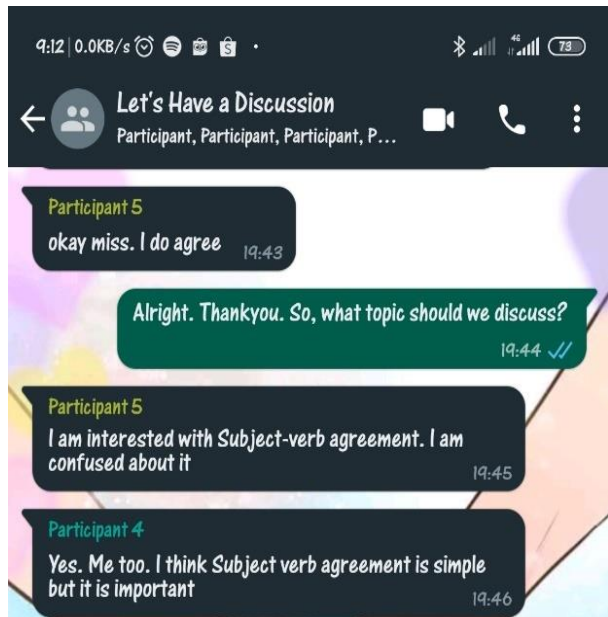 9:12 | 0.0KB/s
4G
73
Let's Have a Discussion
Participant, Participant, Participant, P...
Participant 5
okay miss. I do agree
19:43
Alright. Thankyou. So, what topic should we discuss?
19:44
Participant 5
I am interested with Subject-verb agreement. I am
confused about it
19:45
Participant 4
Yes. Me too. I think Subject verb agreement is simple
but it is important
19:46